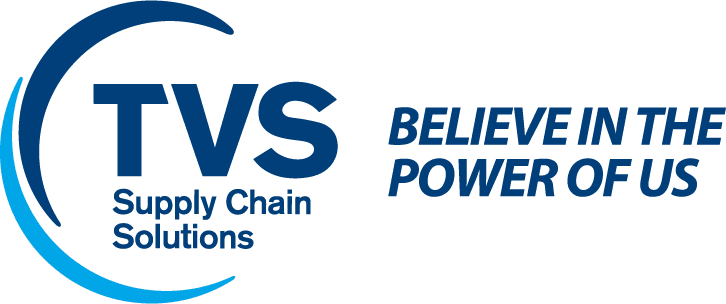 TVS
Supply Chain
Solutions
BELIEVE IN THE
POWER OF US